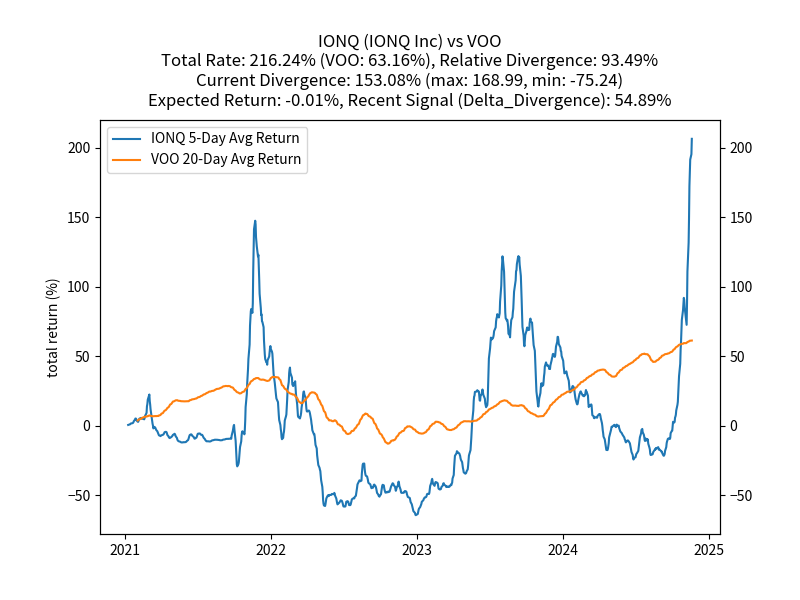 IONQ (IONQ Inc) vs VOO
Total Rate: 216.24% (VOO: 63.16%), Relative Divergence: 93.49%
Current Divergence: 153.08% (max: 168.99, min: -75.24)
Expected Return: -0.01%, Recent Signal (Delta_Divergence): 54.89%
IONQ 5-Day Avg Return
VOO 20-Day Avg Return
total return (%)
200
150
100
50
0
−50
200
150
100
50
0
−50
2021
2022
2023
2024
2025